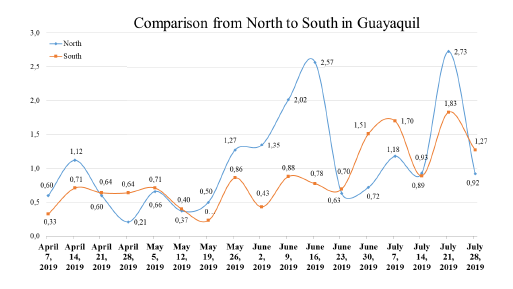 Comparison from North to South in Guayaquil
North
South
3,0
2,5
2,0
1,5
1,0
0,5
0,0
0,60
1,12
0,60
0,21
0,66
0,37
0,50
1,27
1,35
2,02
2,57
0,63
0,72
1,18
0,93
2,73
0,92
0,33
0,71
0,64
0,64
0,71
0,40
0,...
0,86
0,43
0,88
0,78
0,70
1,51
1,70
0,89
1,83
1,27
April 7, 2019
April 14, 2019
April 21, 2019
April 28, 2019
May 5, 2019
May 12, 2019
May 19, 2019
May 26, 2019
June 2, 2019
June 9, 2019
June 16, 2019
June 23, 2019
June 30, 2019
July 7, 2019
July 14, 2019
July 21, 2019
July 28, 2019